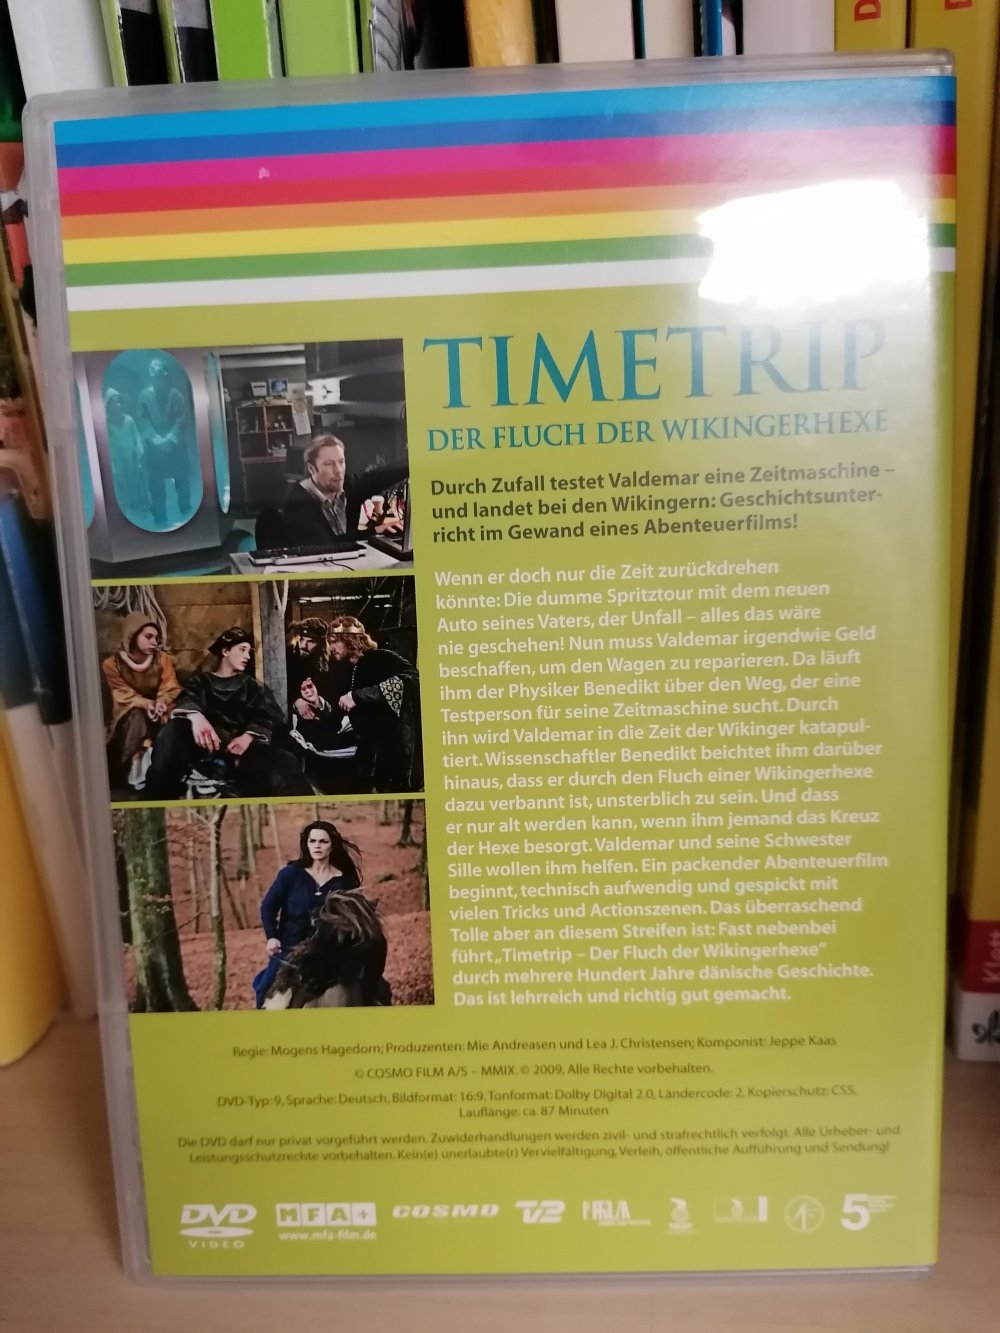 TIMETRIP
DER FLUCH DER WIKINGERHEXE
Durch Zufall testet Valdemar eine Zeitmaschine –
und landet bei den Wikingern: Geschichtsunter-
richt im Gewand eines Abenteuerfilms!
Wenn er doch nur die Zeit zurückdrehen
könnte: Die dumme Spritztour mit dem neuen
Auto seines Vaters, der Unfall – alles das wäre
nie geschehen! Nun muss Valdemar irgendwie Geld
beschaffen, um den Wagen zu reparieren. Da läuft
ihm der Physiker Benedikt über den Weg, der eine
Testperson für seine Zeitmaschine sucht. Durch
ihn wird Valdemar in die Zeit der Wikinger katapul-
tiert. Wissenschaftler Benedikt beichtet ihm darüber
hinaus, dass er durch den Fluch einer Wikingerhexe
dazu verbannt ist, unsterblich zu sein. Und dass
er nur alt werden kann, wenn ihm jemand das Kreuz
der Hexe besorgt. Valdemar und seine Schwester
Sille wollen ihm helfen. Ein packender Abenteuerfilm
beginnt, technisch aufwendig und gespickt mit
vielen Tricks und Actionszenen. Das überraschend
Tolle aber an diesem Streifen ist: Fast nebenbei
führt „Timetrip – Der Fluch der Wikingerhexe“
durch mehrere Hundert Jahre dänische Geschichte.
Das ist lehrreich und richtig gut gemacht.
Regie: Mogens Hagedorn; Produzenten: Mie Andreasen und Lea J. Christensen; Komponist: Jeppe Kaas
© COSMO FILM A/S – MMIX. © 2009, Alle Rechte vorbehalten.
DVD-Typ: 9, Sprache: Deutsch, Bildformat: 16:9, Tonformat: Dolby Digital 2.0, Ländercode: 2, Kopierschutz: CSS,
Lauflänge: ca. 87 Minuten
Die DVD darf nur privat vorgeführt werden. Zuwiderhandlungen werden zivil- und strafrechtlich verfolgt. Alle Urheber- und
Leistungsschutzrechte vorbehalten. Kein(e) unerlaubte(r) Vervielfältigung, Verleih, öffentliche Aufführung und Sendung!
DVD VIDEO
MFA+
www.mfa-film.de
COSMO
TV2
5